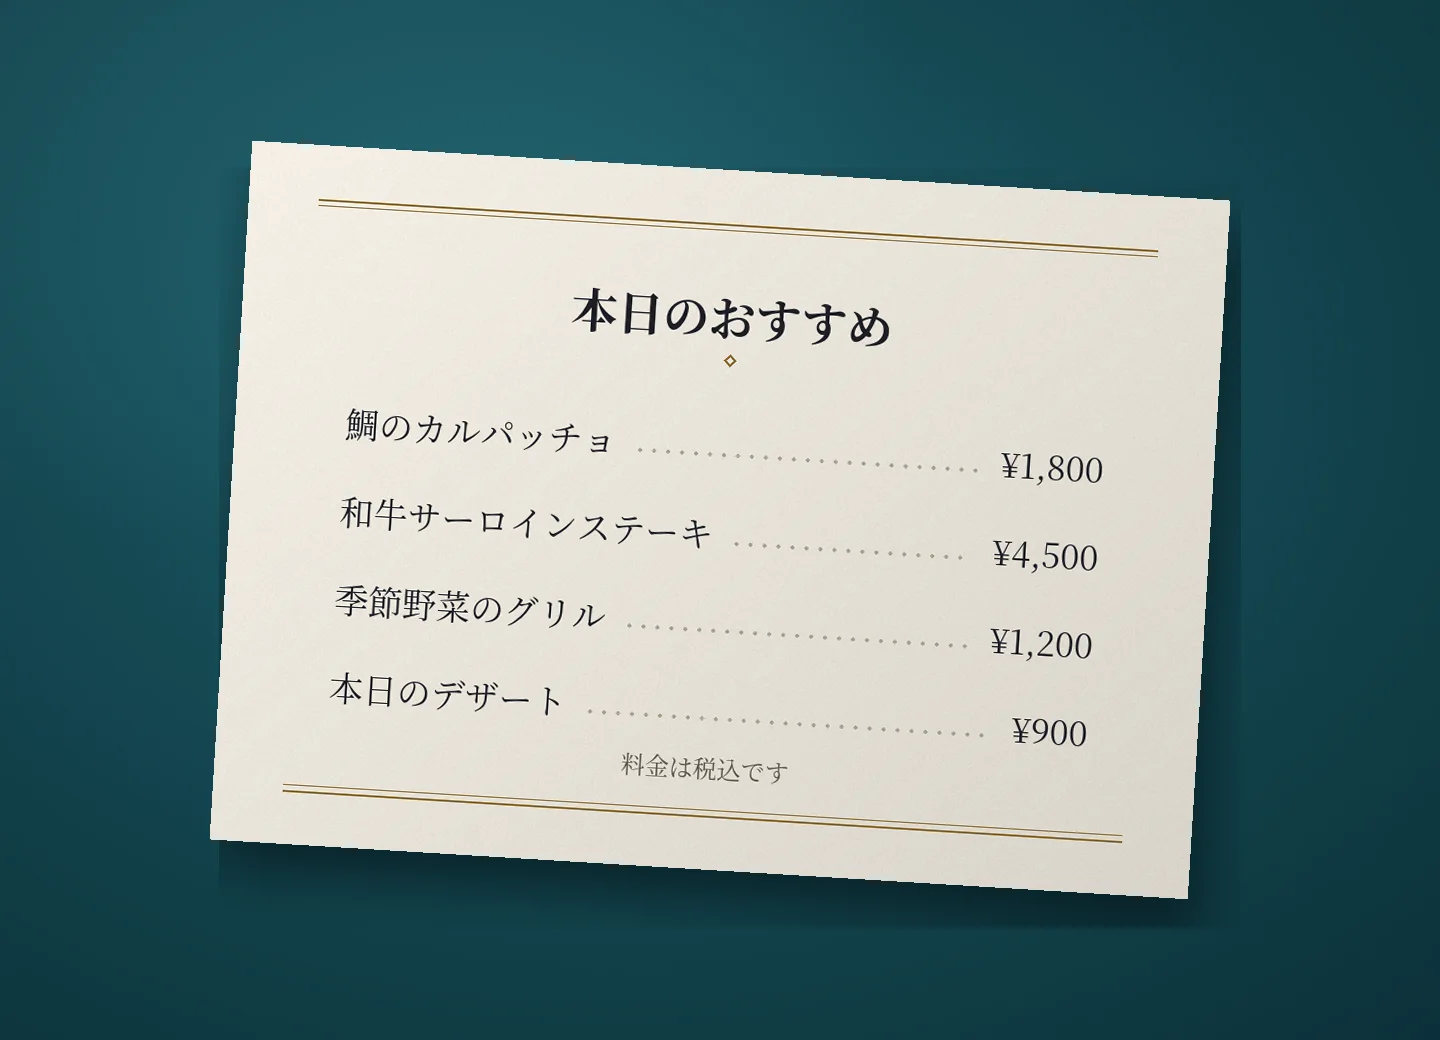 本日のおすすめ
鯛のカルパッチョ ¥1,800
和牛サーロインステーキ ¥4,500
季節野菜のグリル ¥1,200
本日のデザート ¥900
料金は税込です